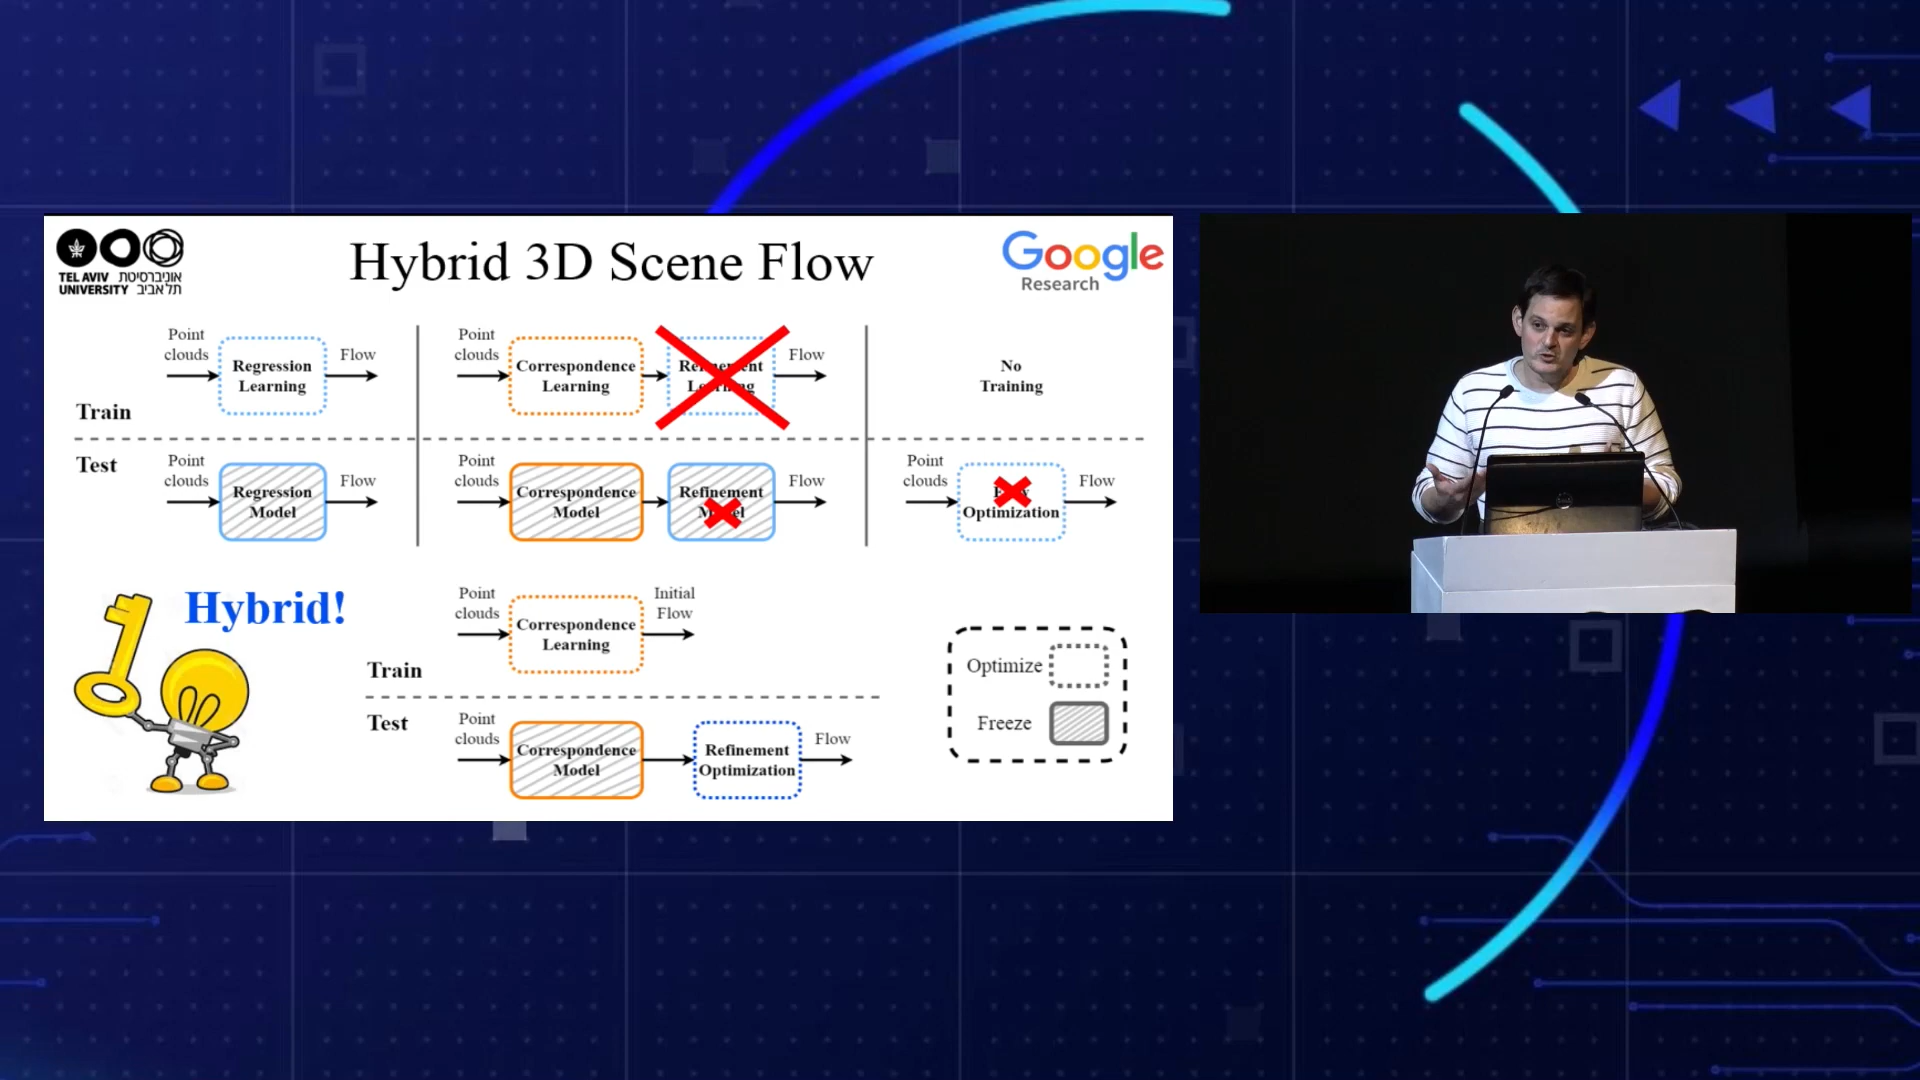 TEL AVIV אוניברסיטת
UNIVERSITY תל אביב
Hybrid 3D Scene Flow
Google
Research
Point
clouds
Regression
Learning
Flow
Point
clouds
Correspondence
Learning
Flow
No
Training
Train
Test
Point
clouds
Regression
Model
Flow
Point
clouds
Correspondence
Model
Refinement
Flow
Point
clouds
Optimization
Flow
Hybrid!
Point
clouds
Correspondence
Learning
Initial
Flow
Train
Test
Point
clouds
Correspondence
Model
Refinement
Optimization
Flow
Optimize
Freeze